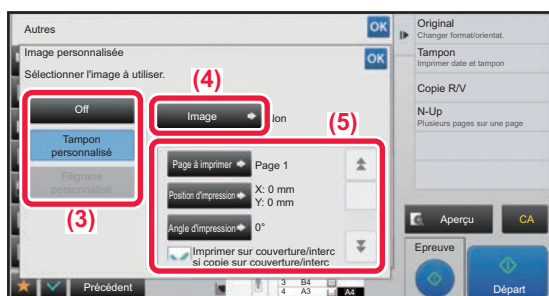 Autres
OK
Image personnalisée
OK
Sélectionner l'image à utiliser.
(4)
Off
Image
(5)
Tampon
personnalisé
Filigrane
personnalisé
(3)
Page à imprimer
Page 1
Position d'impression
X: 0 mm
Y: 0 mm
Angle d'impression
0°
Imprimer sur couverture/interc
si copie sur couverture/interc
Précédent
3 B4
4 A3
A4
Original
Changer format/orientat.
Tampon
Imprimer date et tampon
Copie R/V
N-Up
Plusieurs pages sur une page
Aperçu
CA
Epreuve
Départ